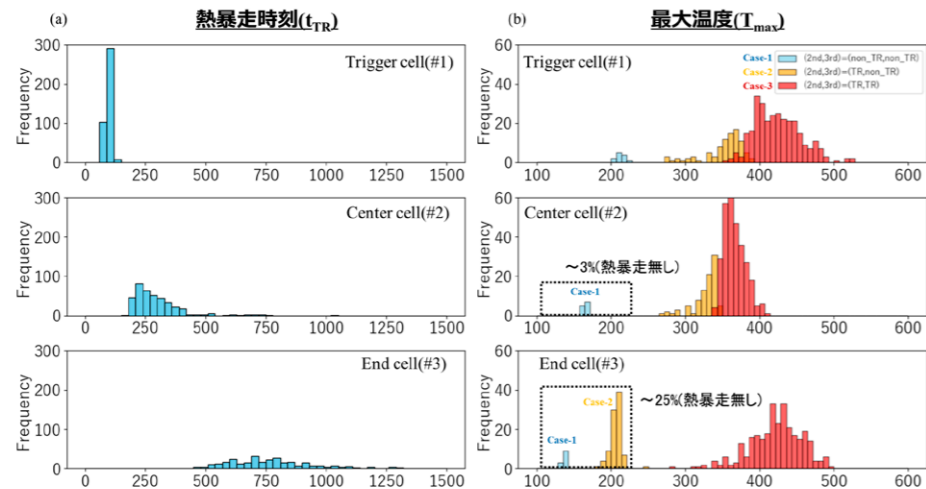 (a)
熱暴走時刻(tTR)
Trigger cell(#1)
Frequency
300
200
100
0
0 250 500 750 1000 1250 1500
Center cell(#2)
Frequency
300
200
100
0
0 250 500 750 1000 1250 1500
End cell(#3)
Frequency
300
200
100
0
0 250 500 750 1000 1250 1500
(b)
最大温度(Tmax)
Trigger cell(#1)
Case-1 (2nd,3rd)=(non_TR,non_TR)
Case-2 (2nd,3rd)=(TR,non_TR)
Case-3 (2nd,3rd)=(TR,TR)
Frequency
60
40
20
0
100 200 300 400 500 600
Center cell(#2)
～3%(熱暴走無し)
Case-1
Frequency
60
40
20
0
100 200 300 400 500 600
End cell(#3)
Case-2
～25%(熱暴走無し)
Case-1
Frequency
60
40
20
0
100 200 300 400 500 600